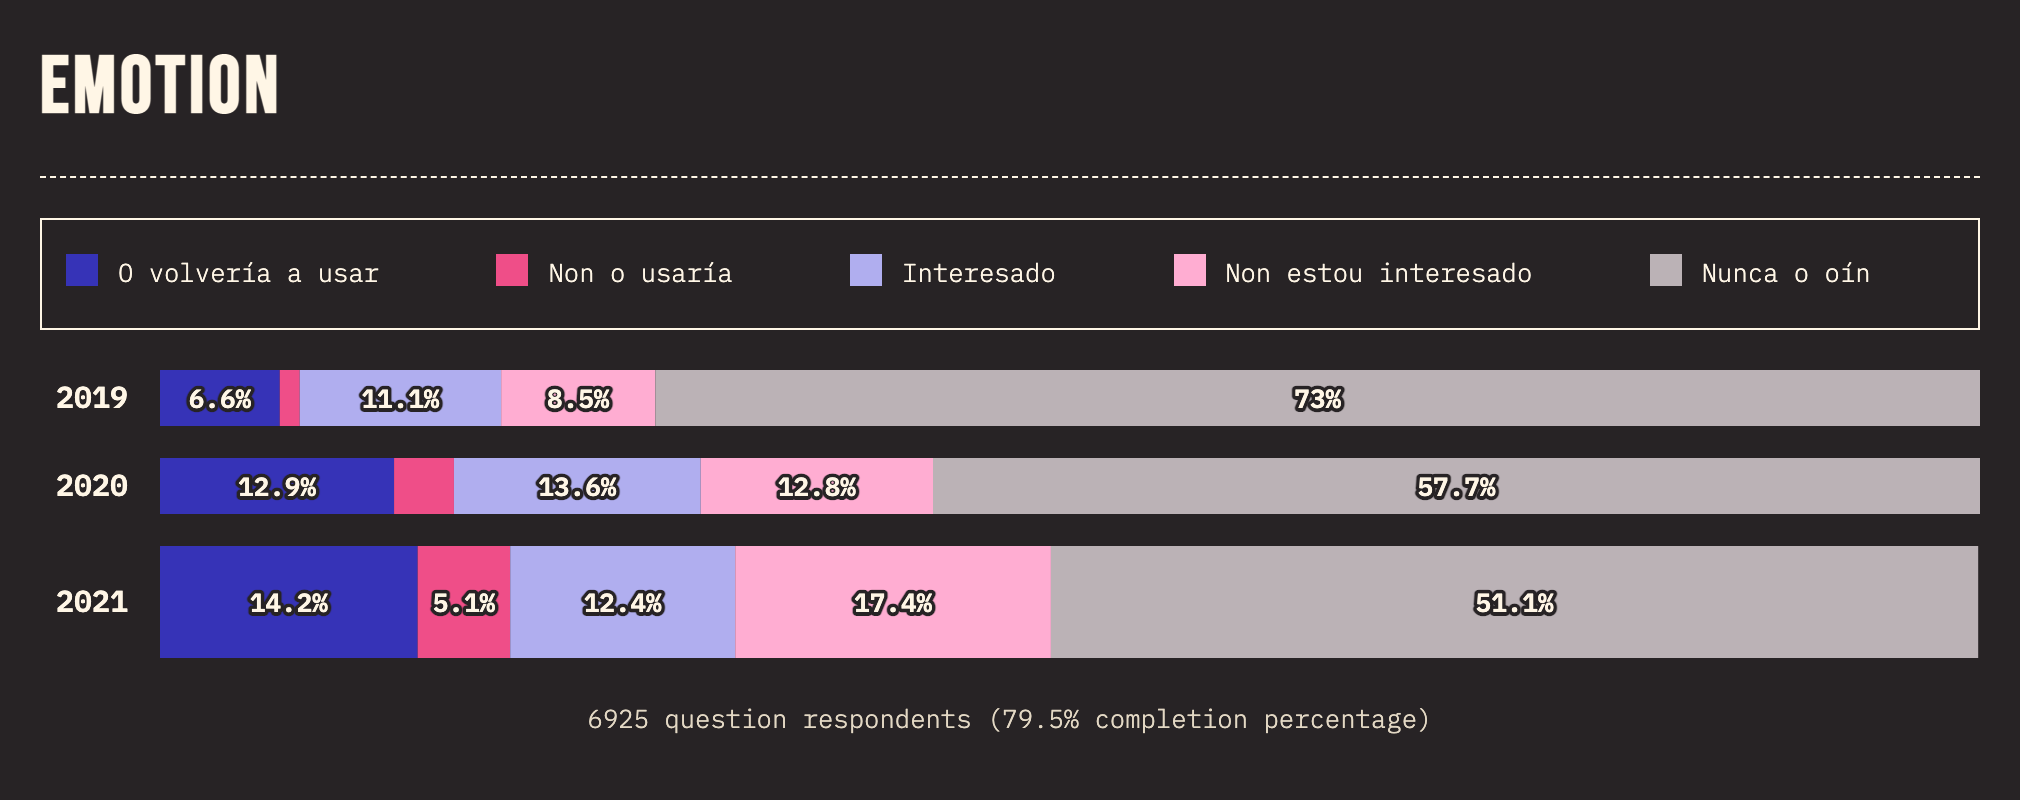 EMOTION
O volvería a usar Non o usaría Interesado Non estou interesado Nunca o oín
2019 6.6% 11.1% 8.5% 73%
2020 12.9% 13.6% 12.8% 57.7%
2021 14.2% 5.1% 12.4% 17.4% 51.1%
6925 question respondents (79.5% completion percentage)